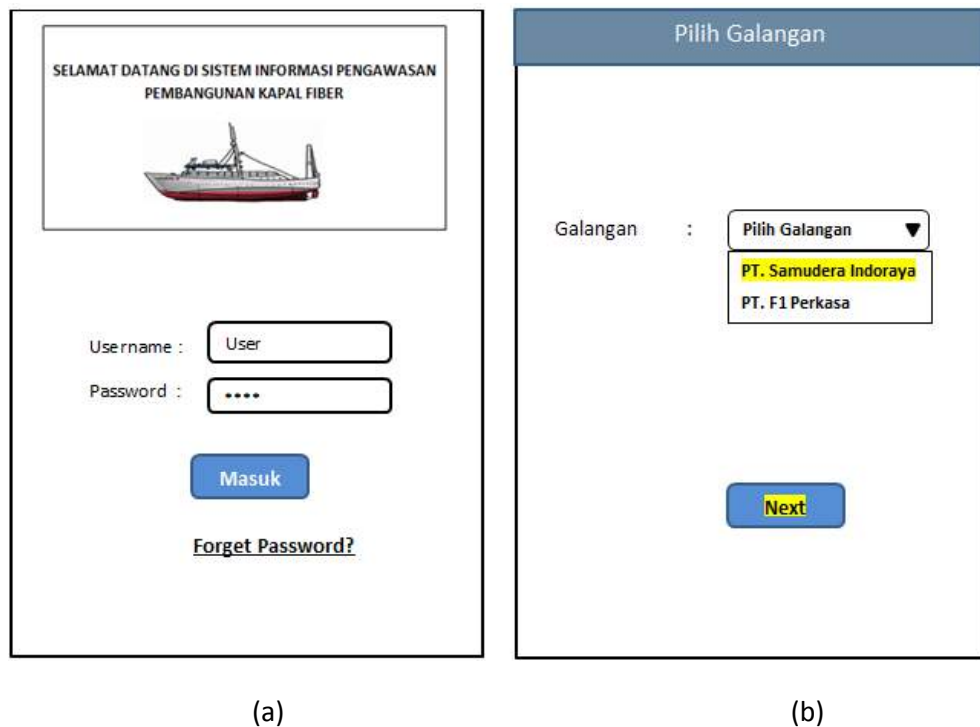 SELAMAT DATANG DI SISTEM INFORMASI PENGAWASAN
PEMBANGUNAN KAPAL FIBER
Username : User
Password : ••••
Masuk
Forget Password?
(a)
Pilih Galangan
Galangan : Pilih Galangan ▼
PT. Samudera Indoraya
PT. F1 Perkasa
Next
(b)